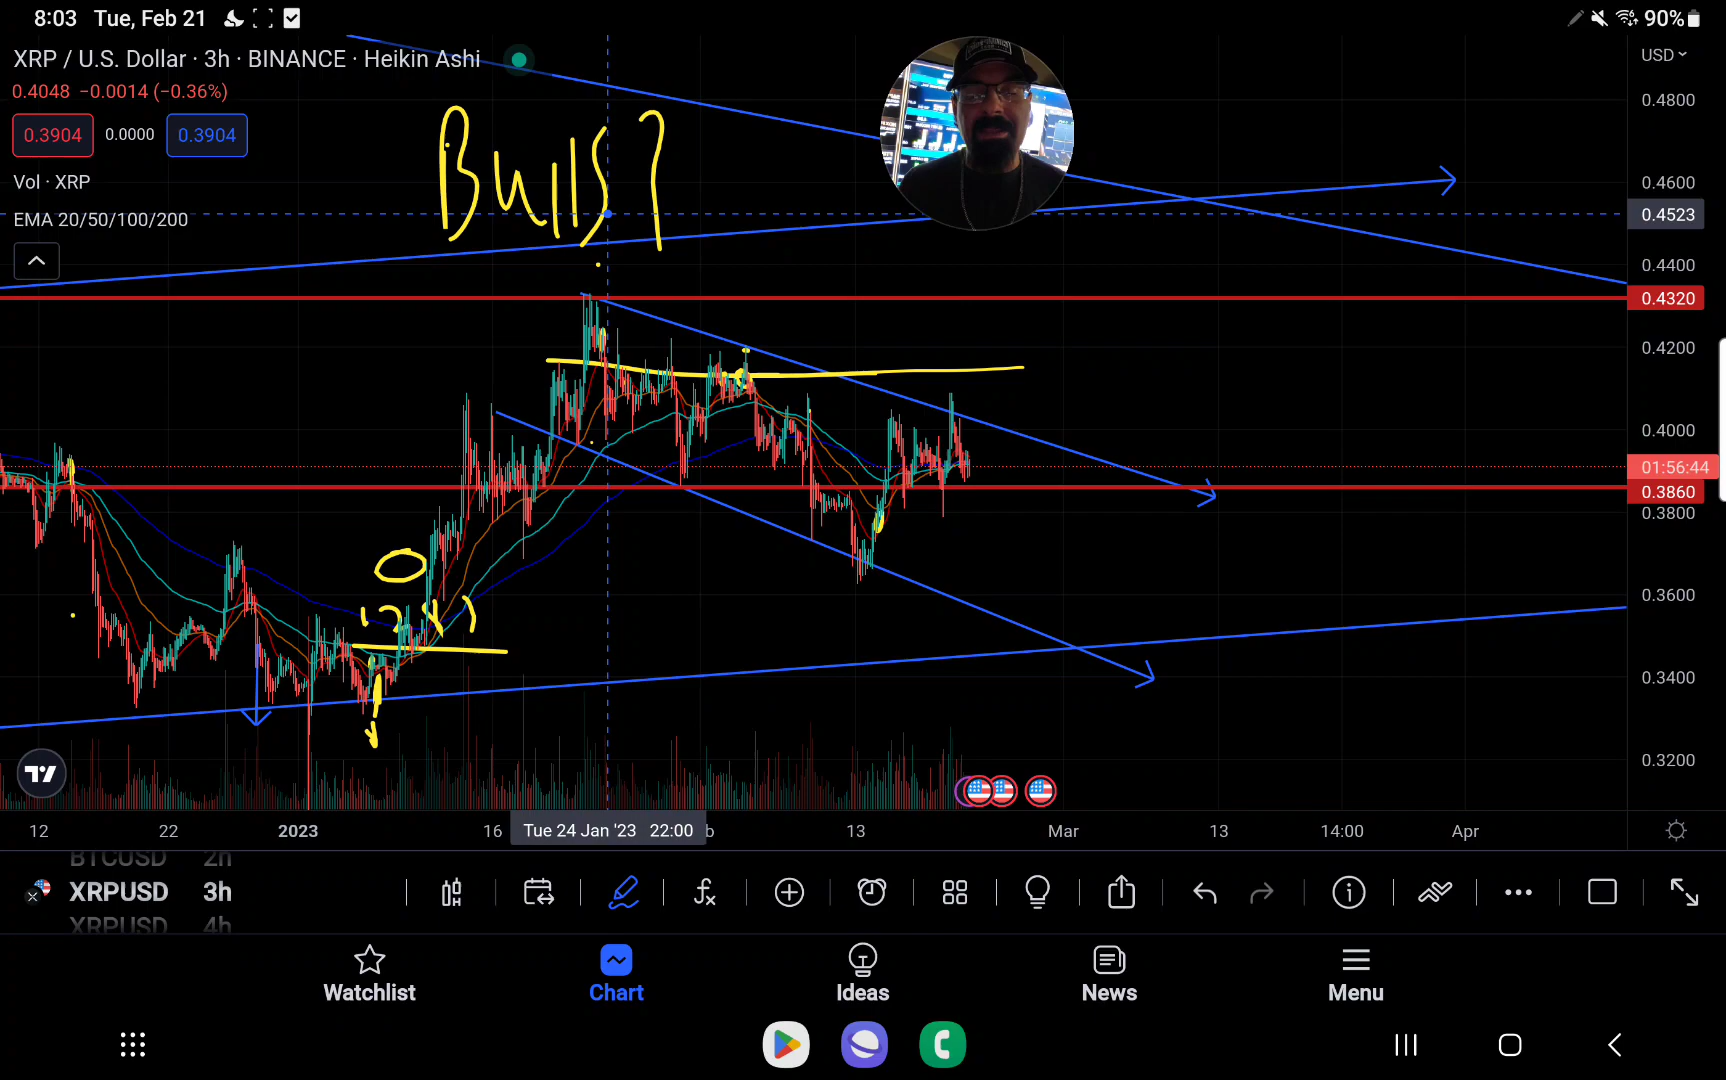 8:03 Tue, Feb 21 90%
XRP / U.S. Dollar · 3h · BINANCE · Heikin Ashi
USD
0.4048 −0.0014 (−0.36%)
0.3904 0.0000 0.3904
Bulls?
Vol · XRP
EMA 20/50/100/200
0.4800
0.4600
0.4523
0.4400
0.4320
0.4200
0.4000
01:56:44
0.3860
0.3800
0.3600
0.3400
0.3200
12 22 2023 16 Tue 24 Jan '23 22:00 b 13 Mar 13 14:00 Apr
BTCUSD 2h
XRPUSD 3h
XRPUSD 4h
Watchlist Chart Ideas News Menu